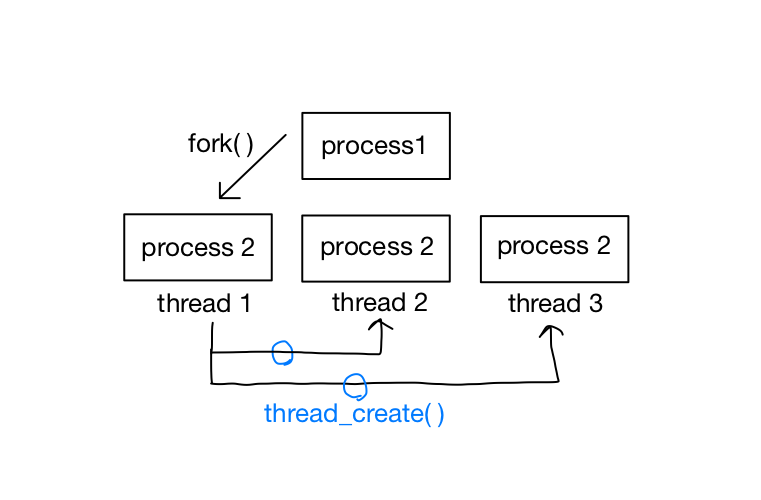 process1
fork()
process 2
process 2
process 2
thread 1
thread 2
thread 3
thread_create()